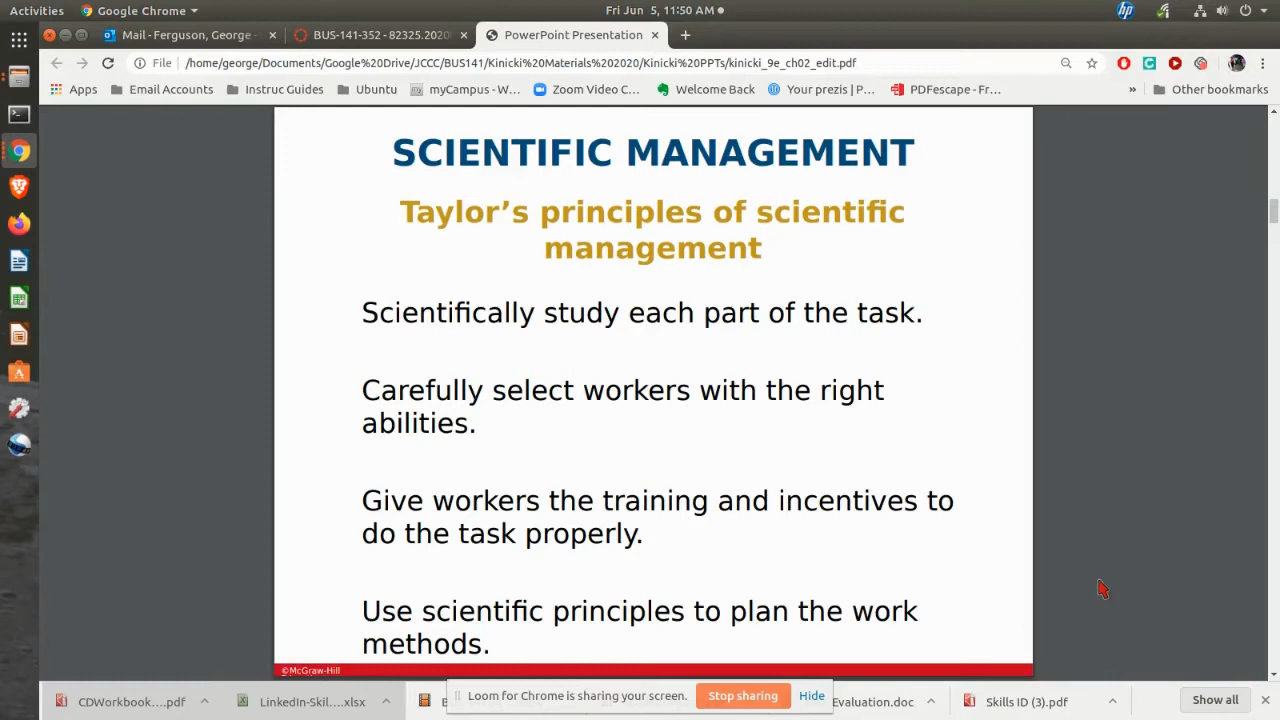 Activities
Google Chrome
Fri Jun 5, 11:50 AM
Mail - Ferguson, George -
BUS-141-352 - 82325.2020
PowerPoint Presentation
File
/home/george/Documents/Google%20Drive/JCCC/BUS141/Kinicki%20Materials%202020/Kinicki%20PPTs/kinicki_9e_ch02_edit.pdf
Apps
Email Accounts
Instruc Guides
Ubuntu
myCampus - W...
Zoom Video C...
Welcome Back
Your prezis | P...
PDFescape - Fr...
»
Other bookmarks
SCIENTIFIC MANAGEMENT
Taylor’s principles of scientific
management
Scientifically study each part of the task.
Carefully select workers with the right
abilities.
Give workers the training and incentives to
do the task properly.
Use scientific principles to plan the work
methods.
©McGraw-Hill
CDWorkbook....pdf
LinkedIn-Skil....xlsx
Loom for Chrome is sharing your screen.
Stop sharing
Hide
Evaluation.doc
Skills ID (3).pdf
Show all